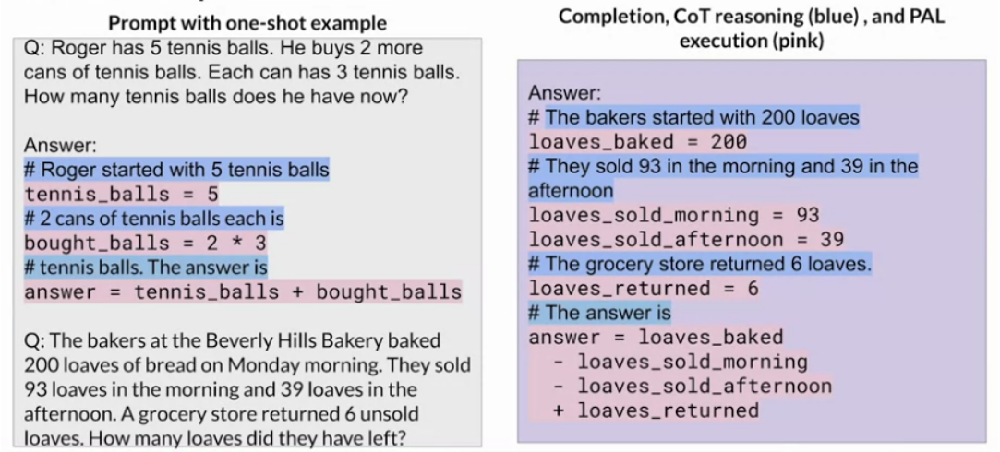 Prompt with one-shot example
Q: Roger has 5 tennis balls. He buys 2 more
cans of tennis balls. Each can has 3 tennis balls.
How many tennis balls does he have now?
Answer:
# Roger started with 5 tennis balls
tennis_balls = 5
# 2 cans of tennis balls each is
bought_balls = 2 * 3
# tennis balls. The answer is
answer = tennis_balls + bought_balls
Q: The bakers at the Beverly Hills Bakery baked
200 loaves of bread on Monday morning. They sold
93 loaves in the morning and 39 loaves in the
afternoon. A grocery store returned 6 unsold
loaves. How many loaves did they have left?
Completion, CoT reasoning (blue) , and PAL
execution (pink)
Answer:
# The bakers started with 200 loaves
loaves_baked = 200
# They sold 93 in the morning and 39 in the
afternoon
loaves_sold_morning = 93
loaves_sold_afternoon = 39
# The grocery store returned 6 loaves.
loaves_returned = 6
# The answer is
answer = loaves_baked
- loaves_sold_morning
- loaves_sold_afternoon
+ loaves_returned